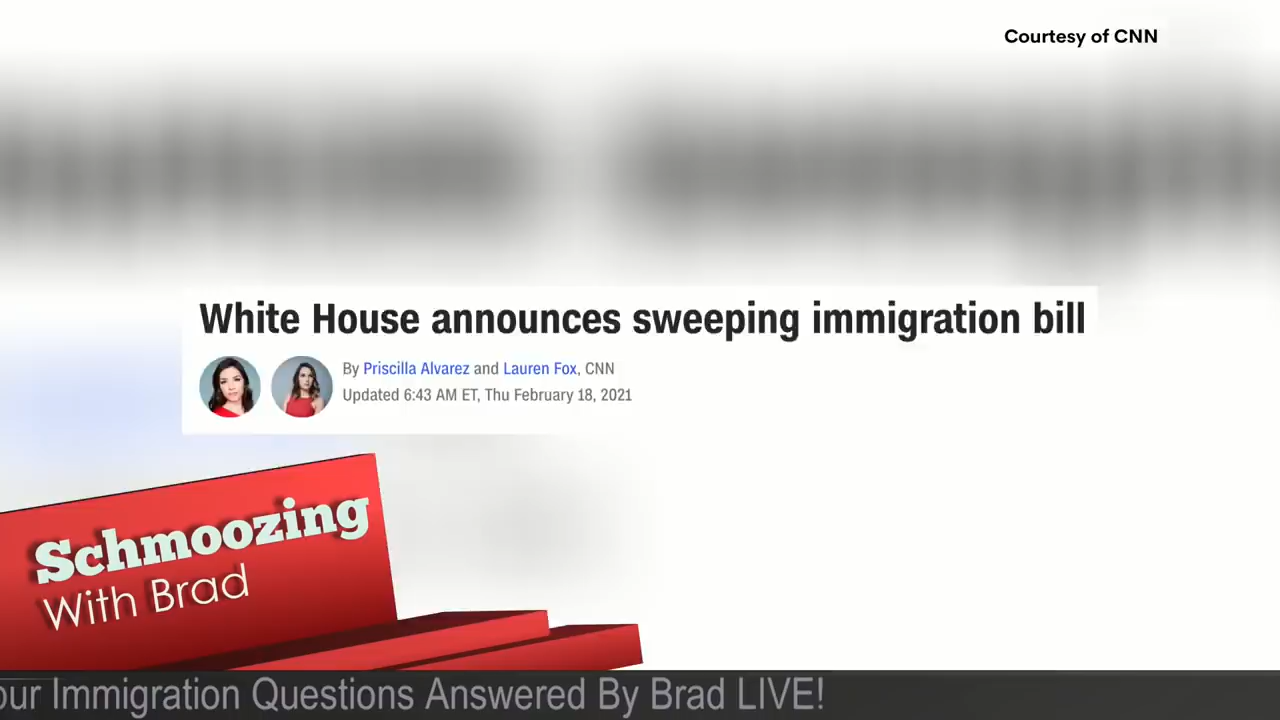 Courtesy of CNN
White House announces sweeping immigration bill
By Priscilla Alvarez and Lauren Fox, CNN
Updated 6:43 AM ET, Thu February 18, 2021
Schmoozing
With Brad
our Immigration Questions Answered By Brad LIVE!